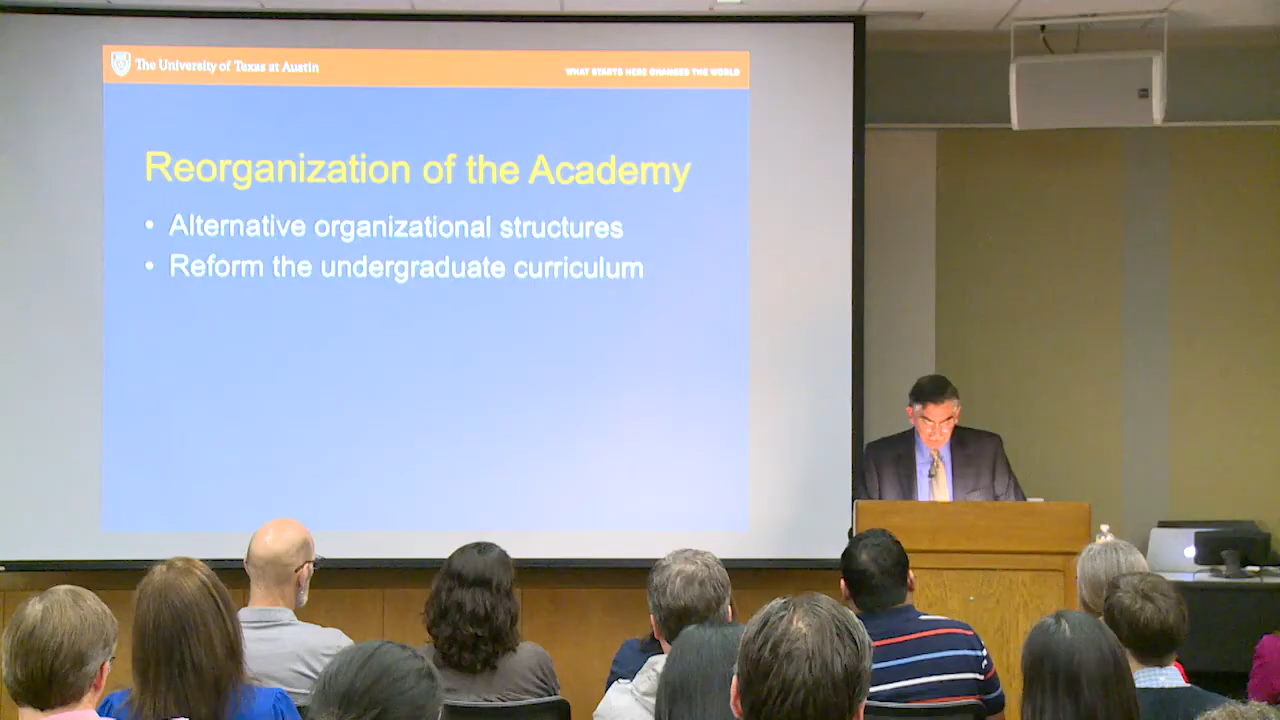 The University of Texas at Austin
WHAT STARTS HERE CHANGES THE WORLD
Reorganization of the Academy
• Alternative organizational structures
• Reform the undergraduate curriculum